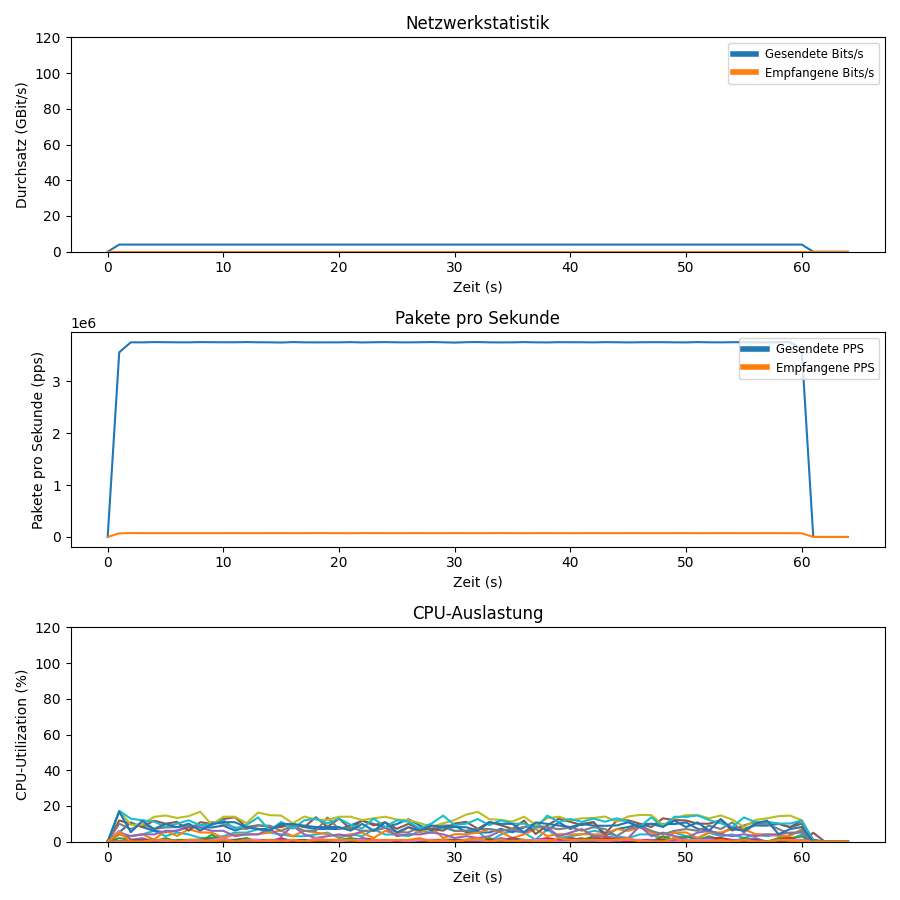 Netzwerkstatistik
120
100
80
60
40
20
0
Durchsatz (GBit/s)
Gesendete Bits/s
Empfangene Bits/s
0 10 20 30 40 50 60
Zeit (s)
Pakete pro Sekunde
1e6
3
2
1
0
Pakete pro Sekunde (pps)
Gesendete PPS
Empfangene PPS
0 10 20 30 40 50 60
Zeit (s)
CPU-Auslastung
120
100
80
60
40
20
0
CPU-Utilization (%)
0 10 20 30 40 50 60
Zeit (s)